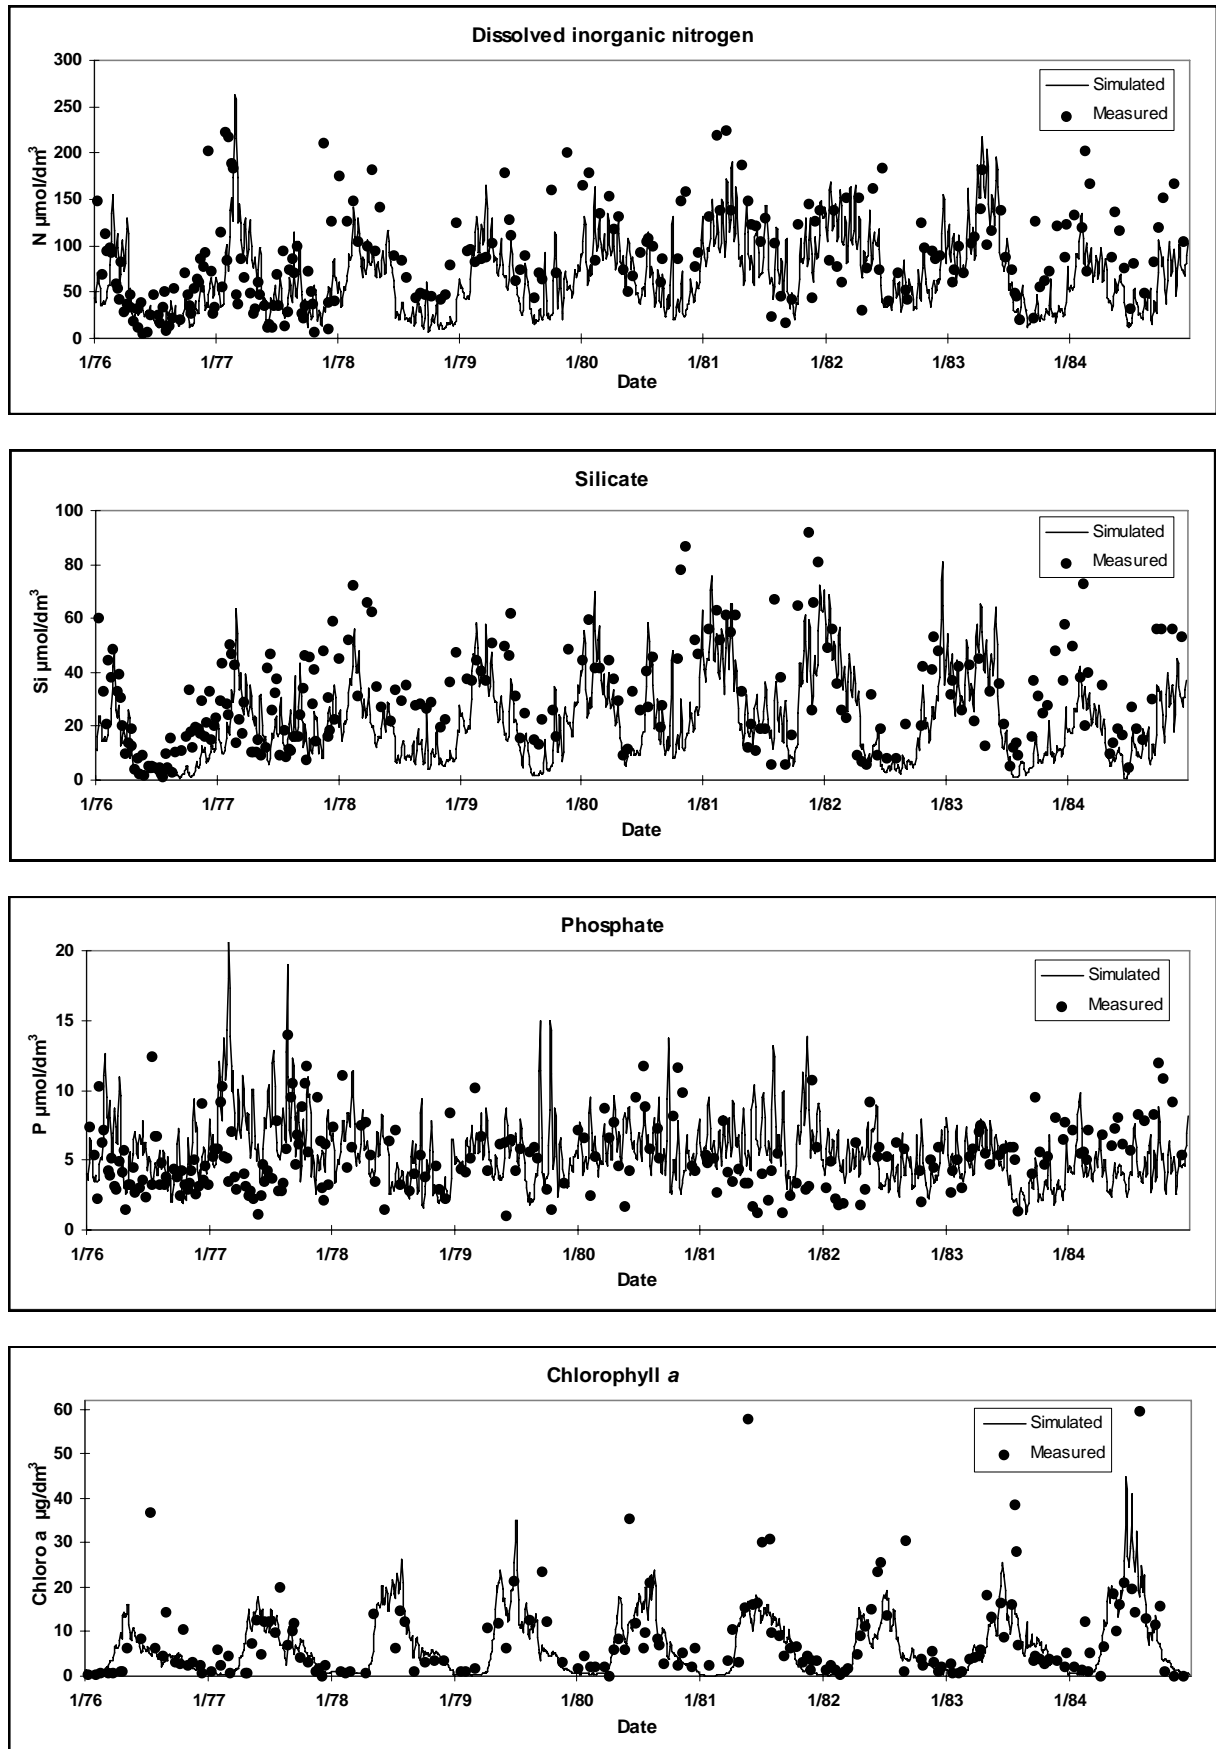 Dissolved inorganic nitrogen
300
250
200
150
100
50
0
N µmol/dm³
Simulated
Measured
1/76 1/77 1/78 1/79 1/80 1/81 1/82 1/83 1/84
Date
Silicate
100
80
60
40
20
0
Si µmol/dm³
Simulated
Measured
1/76 1/77 1/78 1/79 1/80 1/81 1/82 1/83 1/84
Date
Phosphate
20
15
10
5
0
P µmol/dm³
Simulated
Measured
1/76 1/77 1/78 1/79 1/80 1/81 1/82 1/83 1/84
Date
Chlorophyll a
60
50
40
30
20
10
0
Chloro a µg/dm³
Simulated
Measured
1/76 1/77 1/78 1/79 1/80 1/81 1/82 1/83 1/84
Date